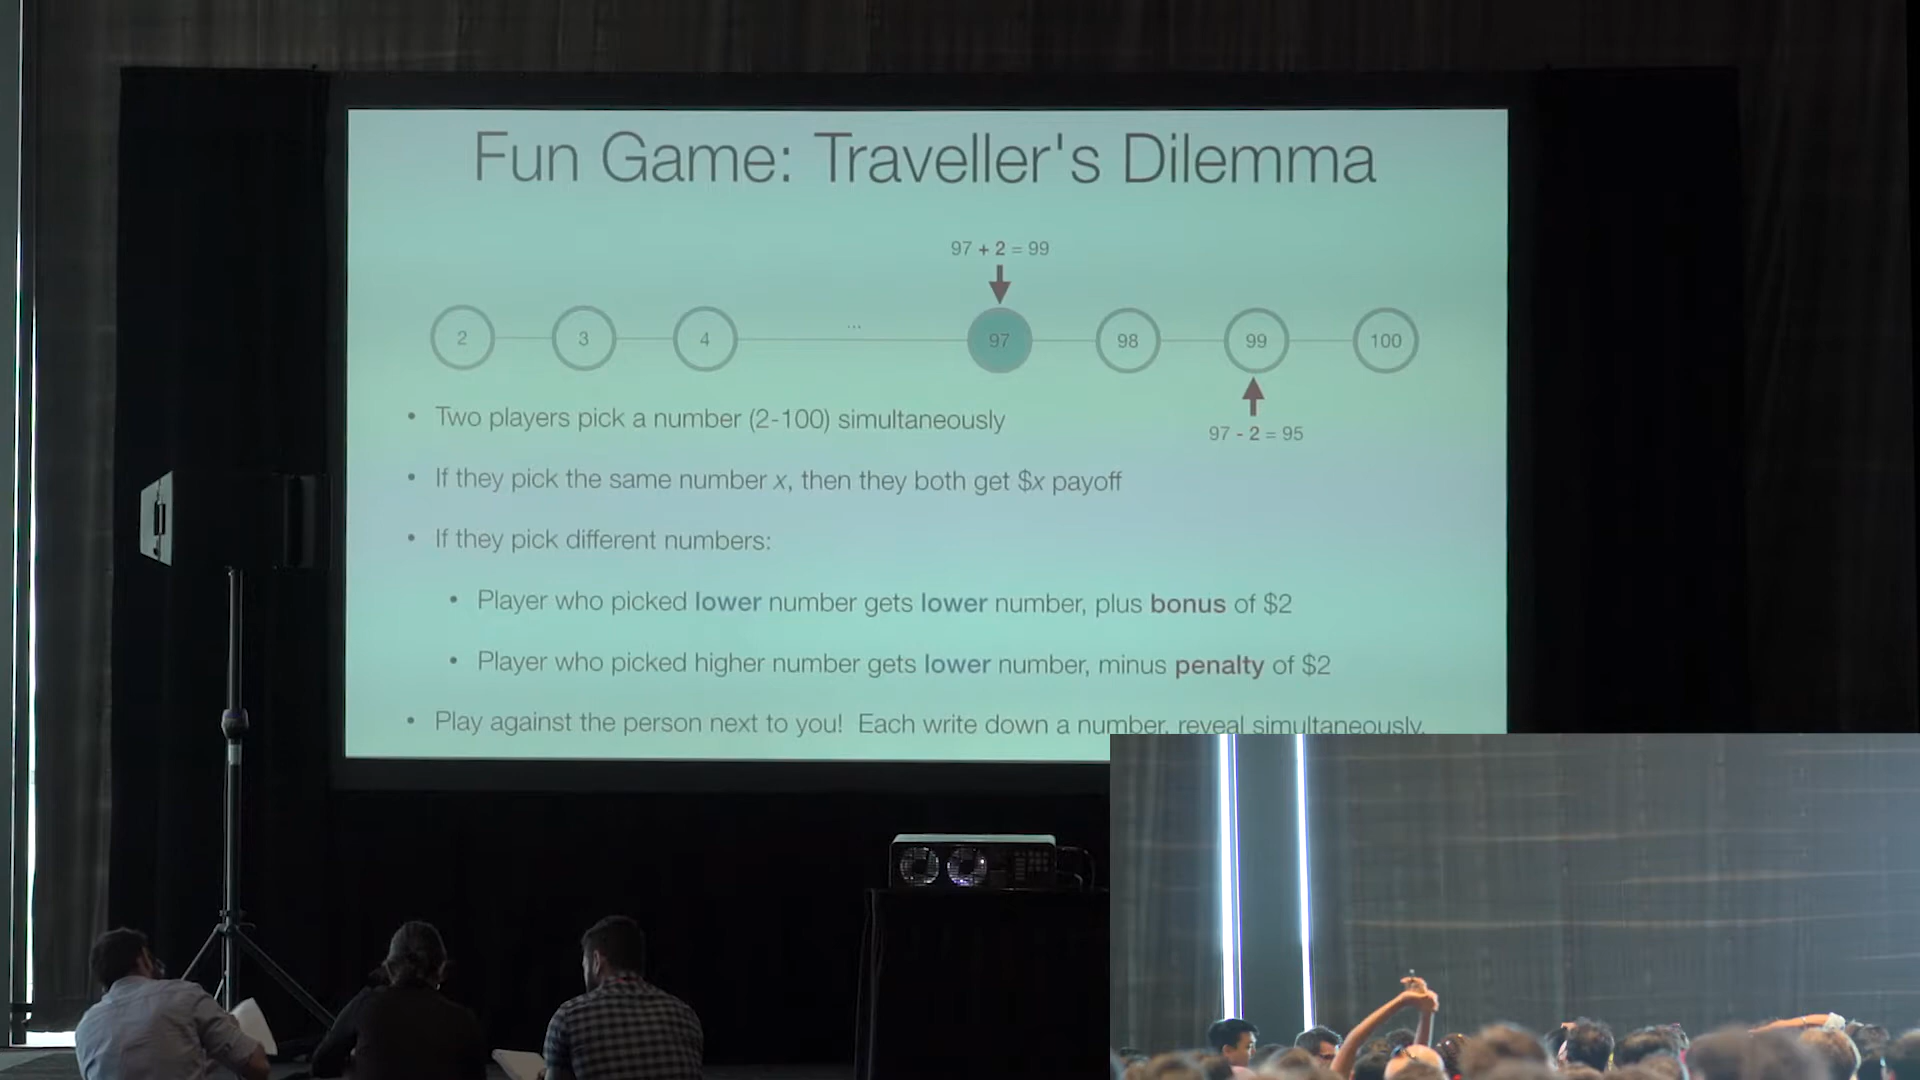 Fun Game: Traveller's Dilemma
97 + 2 = 99
2 3 4 ... 97 98 99 100
97 - 2 = 95
• Two players pick a number (2-100) simultaneously
• If they pick the same number x, then they both get $x payoff
• If they pick different numbers:
• Player who picked lower number gets lower number, plus bonus of $2
• Player who picked higher number gets lower number, minus penalty of $2
• Play against the person next to you! Each write down a number, reveal simultaneously.